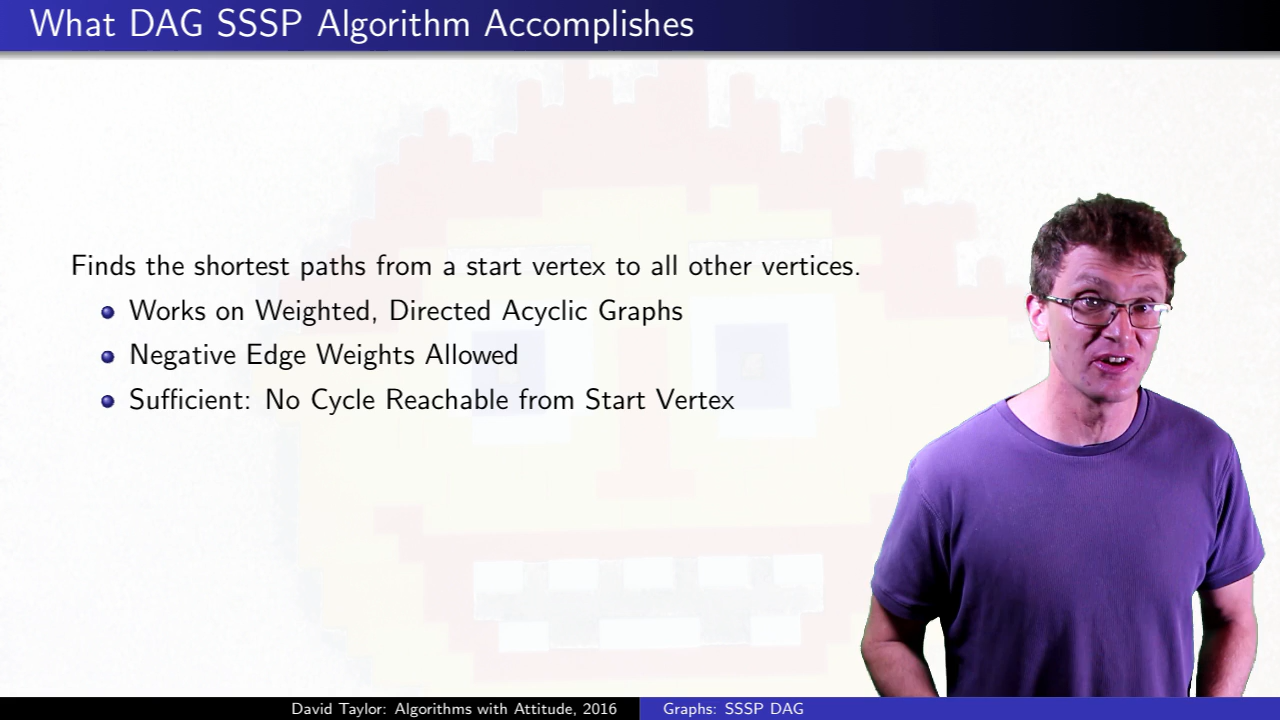 What DAG SSSP Algorithm Accomplishes
Finds the shortest paths from a start vertex to all other vertices.
Works on Weighted, Directed Acyclic Graphs
Negative Edge Weights Allowed
Sufficient: No Cycle Reachable from Start Vertex
David Taylor: Algorithms with Attitude, 2016
Graphs: SSSP DAG